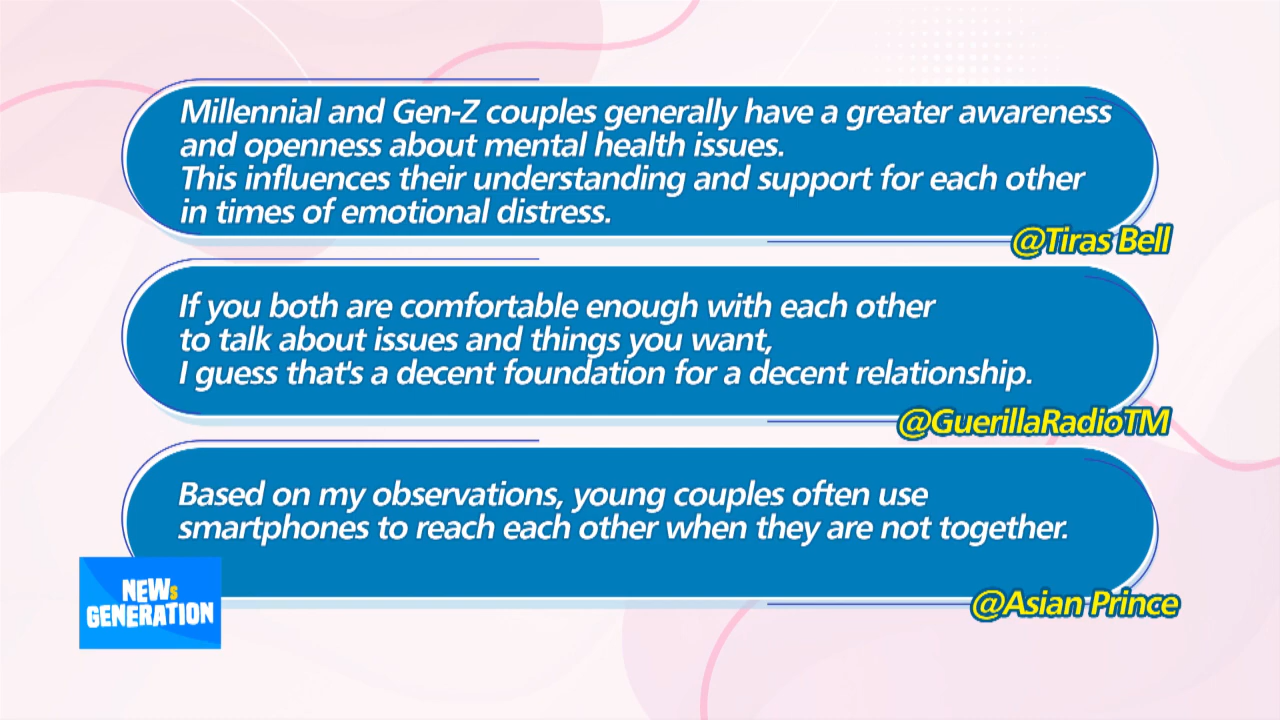 Millennial and Gen-Z couples generally have a greater awareness
and openness about mental health issues.
This influences their understanding and support for each other
in times of emotional distress.
@Tiras Bell
If you both are comfortable enough with each other
to talk about issues and things you want,
I guess that's a decent foundation for a decent relationship.
@GuerillaRadioTM
Based on my observations, young couples often use
smartphones to reach each other when they are not together.
@Asian Prince
NEWs
GENERATION